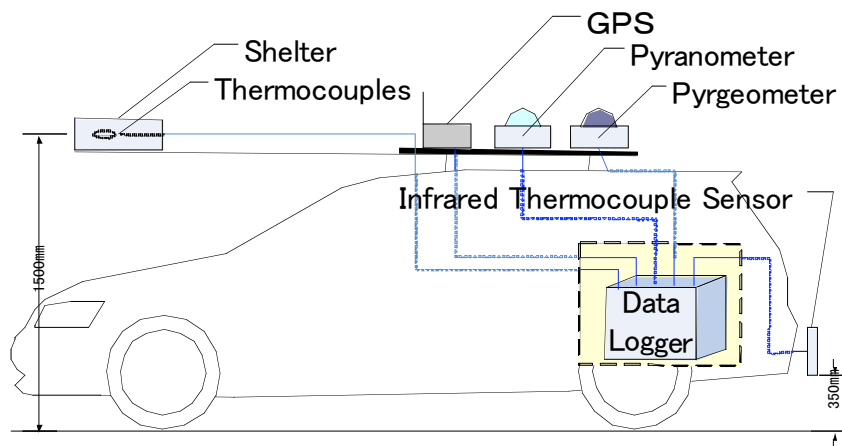 GPS
Shelter
Pyranometer
Thermocouples
Pyrgeometer
Infrared Thermocouple Sensor
1500mm
Data
Logger
350mm